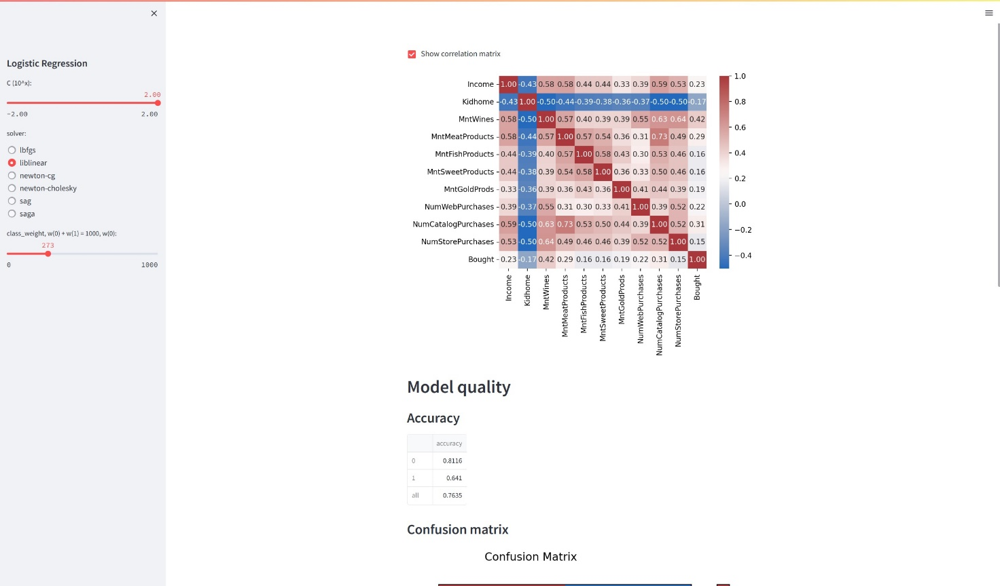 Logistic Regression
C (10^x):
2.00
-2.00 2.00
solver:
lbfgs
liblinear
newton-cg
newton-cholesky
sag
saga
class_weight, w(0) + w(1) = 1000, w(0):
273
0 1000
Show correlation matrix
Income 1.00 -0.43 0.58 0.58 0.44 0.44 0.33 0.39 0.59 0.53 0.23
Kidhome -0.43 1.00 -0.50 -0.44 -0.39 -0.38 -0.36 -0.37 -0.50 -0.50 -0.17
MntWines 0.58 -0.50 1.00 0.57 0.40 0.39 0.39 0.55 0.63 0.64 0.42
MntMeatProducts 0.58 -0.44 0.57 1.00 0.57 0.54 0.36 0.31 0.73 0.49 0.29
MntFishProducts 0.44 -0.39 0.40 0.57 1.00 0.58 0.43 0.30 0.53 0.46 0.16
MntSweetProducts 0.44 -0.38 0.39 0.54 0.58 1.00 0.36 0.33 0.50 0.46 0.16
MntGoldProds 0.33 -0.36 0.39 0.36 0.43 0.36 1.00 0.41 0.44 0.39 0.19
NumWebPurchases 0.39 -0.37 0.55 0.31 0.30 0.33 0.41 1.00 0.39 0.52 0.22
NumCatalogPurchases 0.59 -0.50 0.63 0.73 0.53 0.50 0.44 0.39 1.00 0.52 0.31
NumStorePurchases 0.53 -0.50 0.64 0.49 0.46 0.46 0.39 0.52 0.52 1.00 0.15
Bought 0.23 -0.17 0.42 0.29 0.16 0.16 0.19 0.22 0.31 0.15 1.00
Income
Kidhome
MntWines
MntMeatProducts
MntFishProducts
MntSweetProducts
MntGoldProds
NumWebPurchases
NumCatalogPurchases
NumStorePurchases
Bought
1.0
0.8
0.6
0.4
0.2
0.0
−0.2
−0.4
Model quality
Accuracy
accuracy
0 0.8116
1 0.641
all 0.7635
Confusion matrix
Confusion Matrix